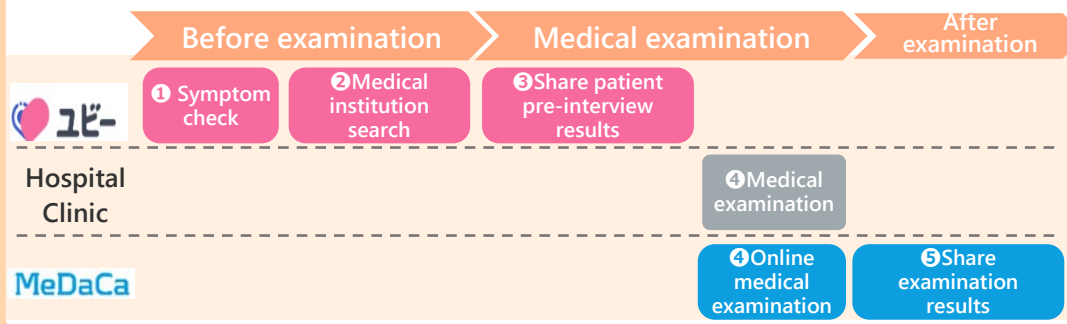 Before examination
Medical examination
After
examination
❶ Symptom
check
❷Medical
institution
search
❸Share patient
pre-interview
results
ユビー
Hospital
Clinic
❹Medical
examination
MeDaCa
❹Online
medical
examination
❺Share
examination
results